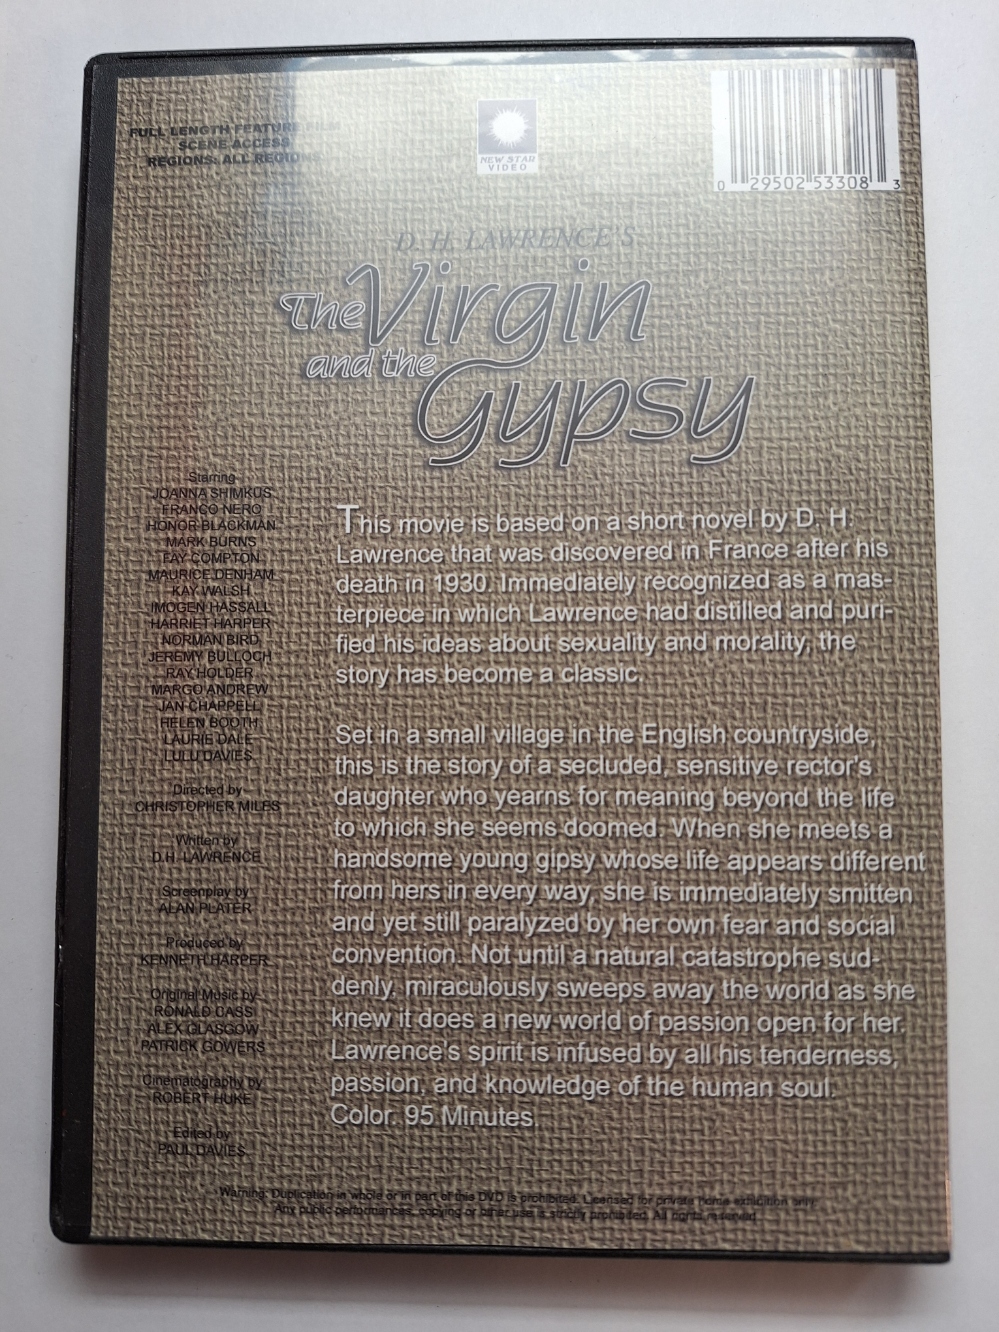 FULL LENGTH FEATURE FILM
SCENE ACCESS
REGIONS: ALL REGIONS
NEW STAR
VIDEO
0 29502 53308 3
D. H. LAWRENCE'S
The Virgin
and the
Gypsy
Starring
JOANNA SHIMKUS
FRANCO NERO
HONOR BLACKMAN
MARK BURNS
FAY COMPTON
MAURICE DENHAM
KAY WALSH
IMOGEN HASSALL
HARRIET HARPER
NORMAN BIRD
JEREMY BULLOCH
RAY HOLDER
MARGO ANDREW
JAN CHAPPELL
HELEN BOOTH
LAURIE DALE
LULU DAVIES
Directed by
CHRISTOPHER MILES
Written by
D.H. LAWRENCE
Screenplay by
ALAN PLATER
Produced by
KENNETH HARPER
Original Music by
RONALD CASS
ALEX GLASGOW
PATRICK GOWERS
Cinematography by
ROBERT HUKE
Edited by
PAUL DAVIES
This movie is based on a short novel by D. H.
Lawrence that was discovered in France after his
death in 1930. Immediately recognized as a mas-
terpiece in which Lawrence had distilled and puri-
fied his ideas about sexuality and morality, the
story has become a classic.
Set in a small village in the English countryside,
this is the story of a secluded, sensitive rector's
daughter who yearns for meaning beyond the life
to which she seems doomed. When she meets a
handsome young gipsy whose life appears different
from hers in every way, she is immediately smitten
and yet still paralyzed by her own fear and social
convention. Not until a natural catastrophe sud-
denly, miraculously sweeps away the world as she
knew it does a new world of passion open for her.
Lawrence's spirit is infused by all his tenderness,
passion, and knowledge of the human soul.
Color. 95 Minutes.
Warning: Duplication in whole or in part of this DVD is prohibited. Licensed for private home exhibition only.
Any public performances, copying or other use is strictly prohibited. All rights reserved.